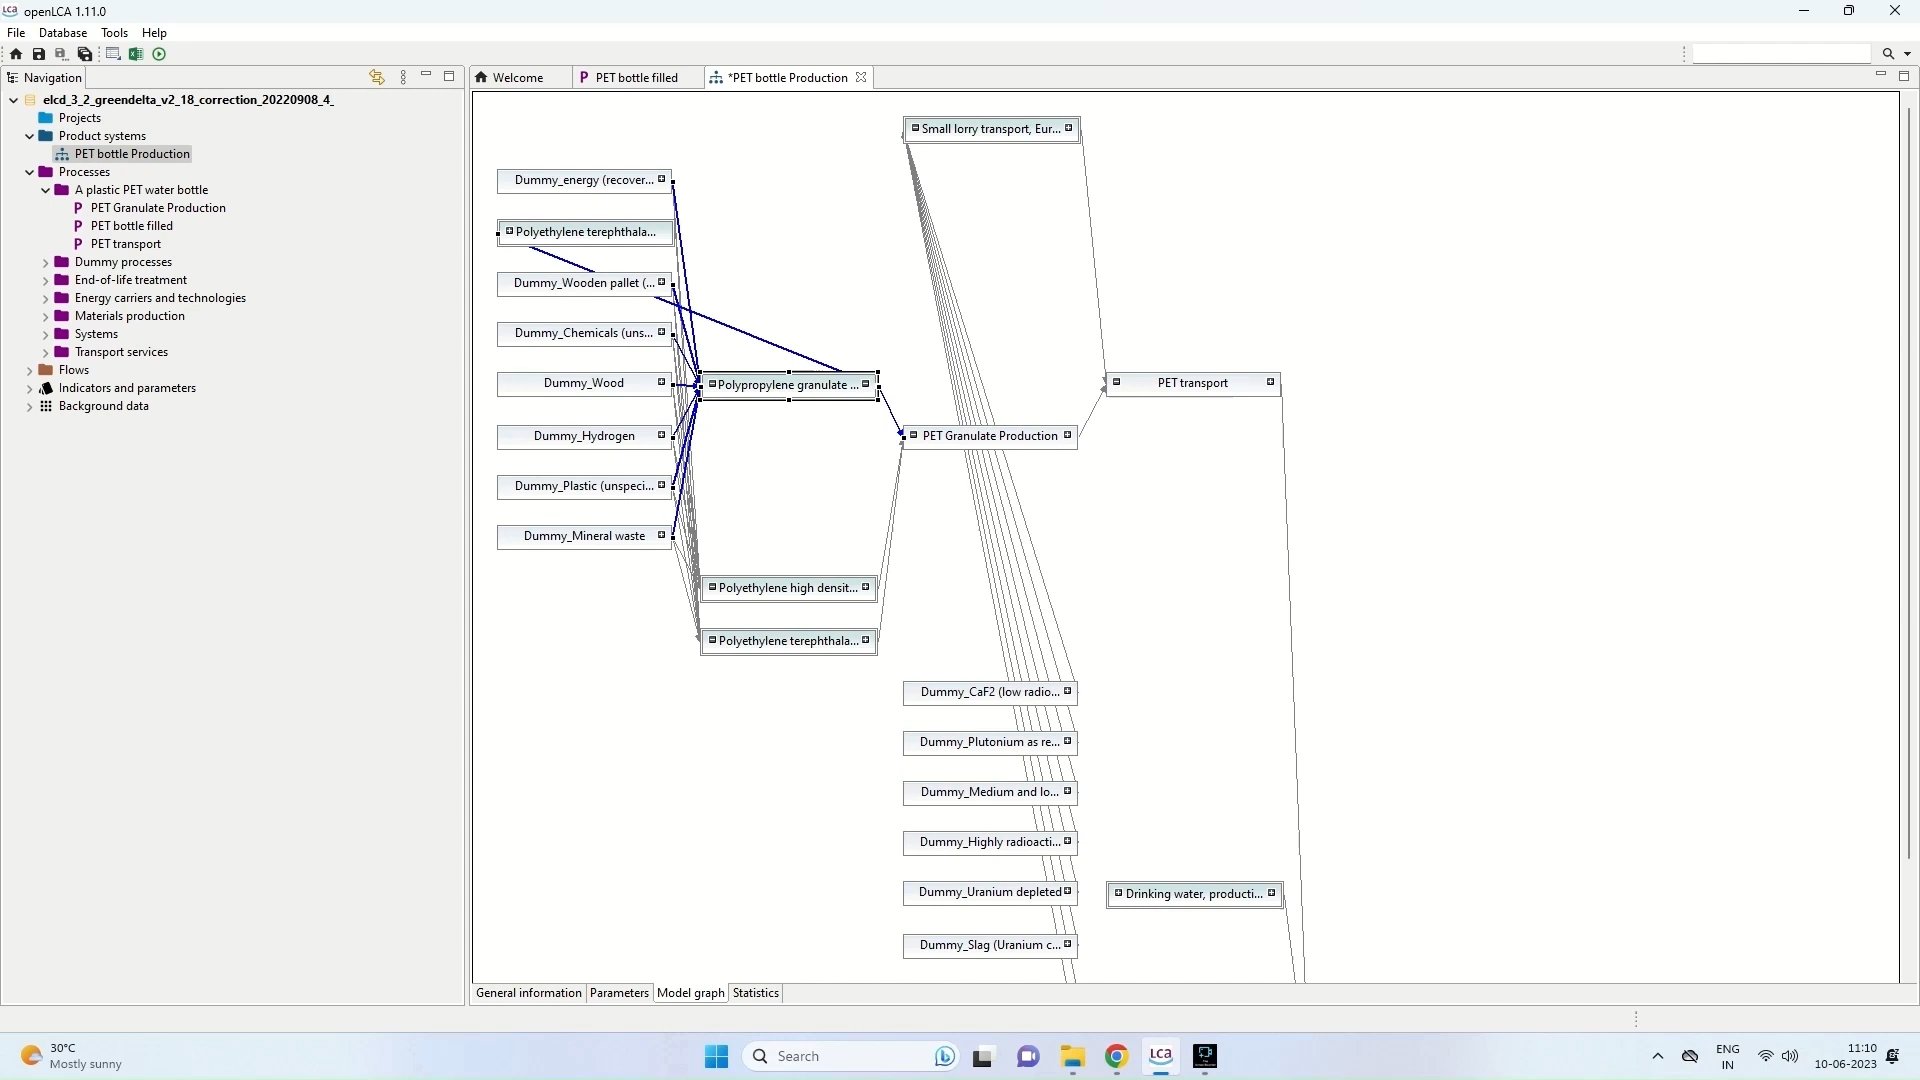 openLCA 1.11.0
File Database Tools Help
Navigation
Welcome
PET bottle filled
*PET bottle Production
elcd_3_2_greendelta_v2_18_correction_20220908_4_
Projects
Product systems
PET bottle Production
Processes
A plastic PET water bottle
PET Granulate Production
PET bottle filled
PET transport
Dummy processes
End-of-life treatment
Energy carriers and technologies
Materials production
Systems
Transport services
Flows
Indicators and parameters
Background data
Small lorry transport, Eur...
Dummy_energy (recover...
Polyethylene terephthala...
Dummy_Wooden pallet (...
Dummy_Chemicals (uns...
Dummy_Wood
Polypropylene granulate ...
PET transport
Dummy_Hydrogen
PET Granulate Production
Dummy_Plastic (unspeci...
Dummy_Mineral waste
Polyethylene high densit...
Polyethylene terephthala...
Dummy_CaF2 (low radio...
Dummy_Plutonium as re...
Dummy_Medium and lo...
Dummy_Highly radioacti...
Dummy_Uranium depleted
Drinking water, producti...
Dummy_Slag (Uranium c...
General information Parameters Model graph Statistics
30°C
Mostly sunny
Search
LCA
ENG
IN
11:10
10-06-2023